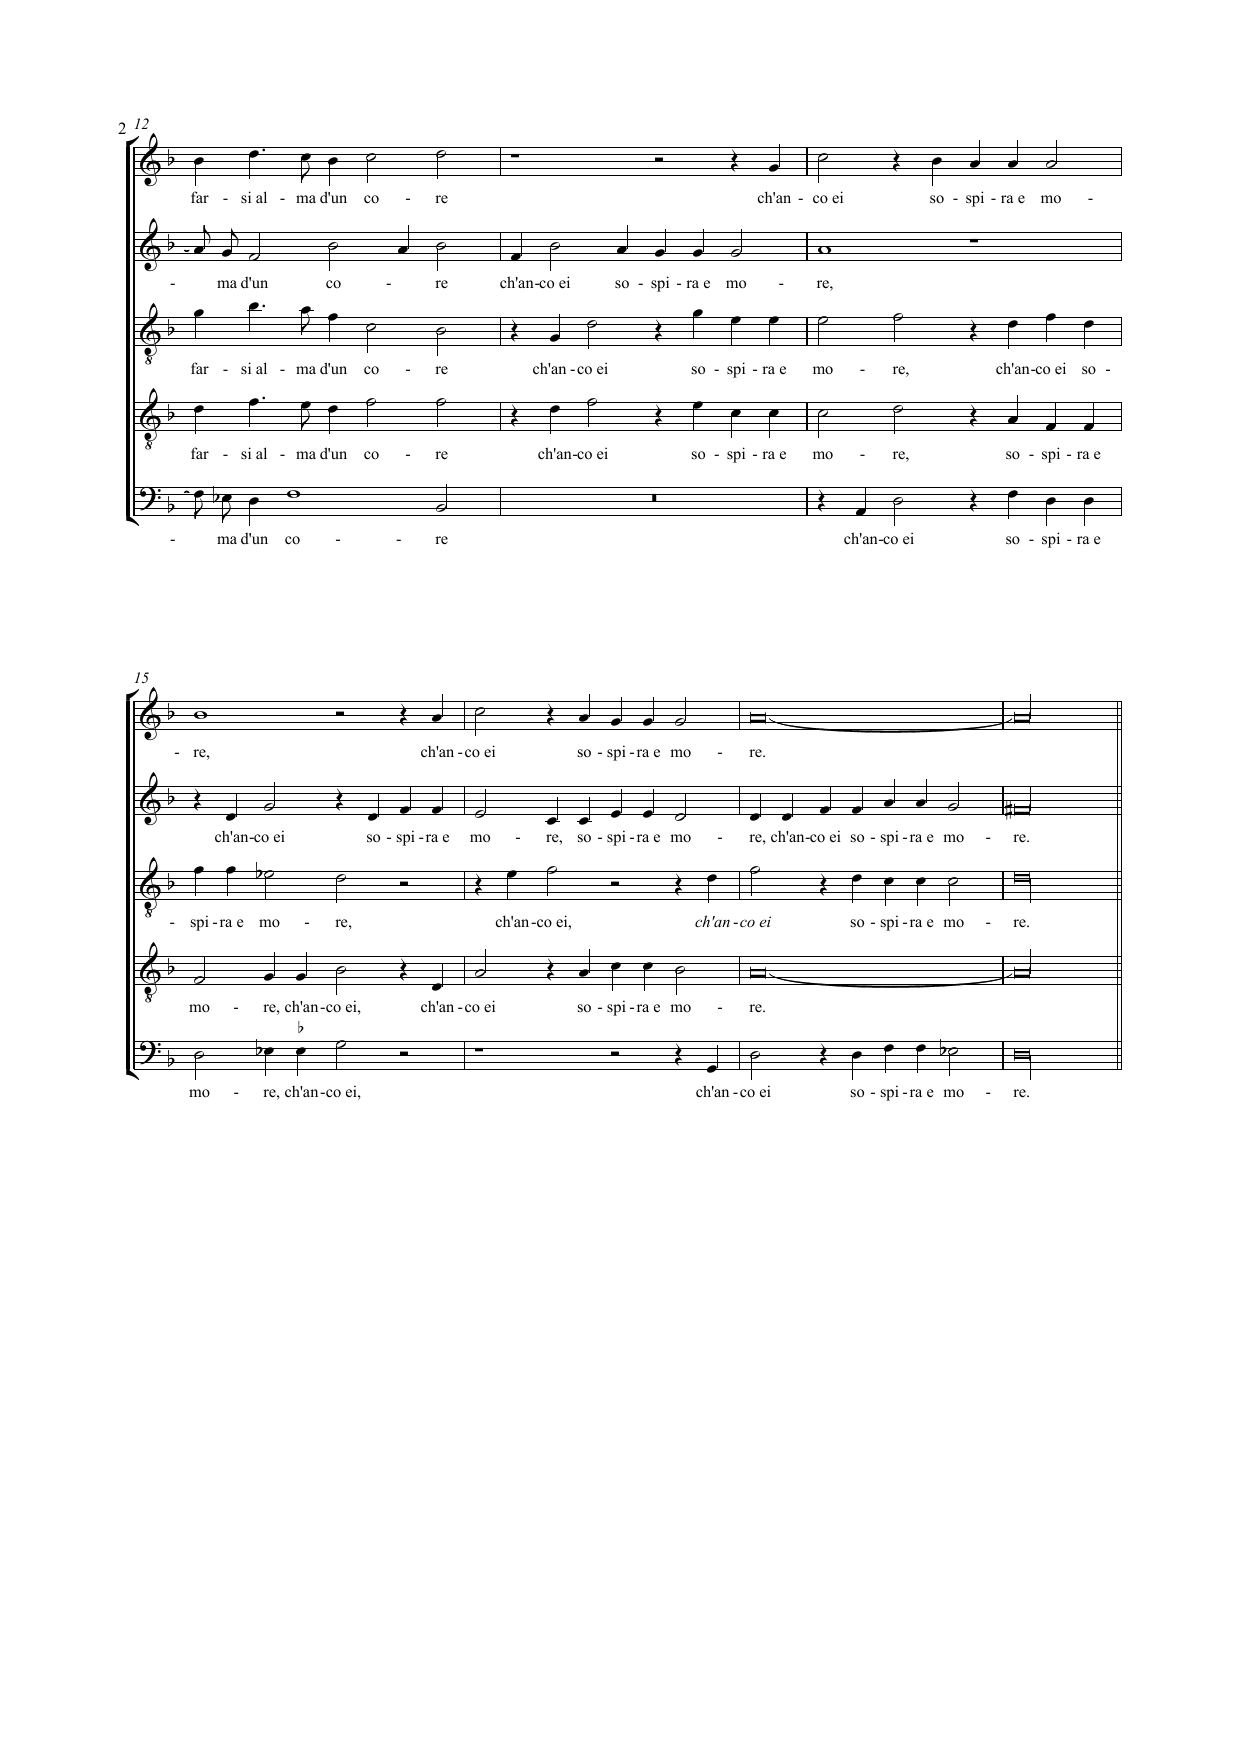 2 12
far - si al - ma d'un co - re ch'an - co ei so - spi - ra e mo -
- ma d'un co - re ch'an - co ei so - spi - ra e mo - re,
8
far - si al - ma d'un co - re ch'an - co ei so - spi - ra e mo - re, ch'an - co ei so -
8
far - si al - ma d'un co - re ch'an - co ei so - spi - ra e mo - re, so - spi - ra e
- ma d'un co - - re ch'an - co ei so - spi - ra e
15
- re, ch'an - co ei so - spi - ra e mo - re.
ch'an - co ei so - spi - ra e mo - re, so - spi - ra e mo - re, ch'an - co ei so - spi - ra e mo - re.
8
- spi - ra e mo - re, ch'an - co ei, ch'an - co ei so - spi - ra e mo - re.
8
mo - re, ch'an - co ei, ch'an - co ei so - spi - ra e mo - re.
mo - re, ch'an - co ei, ch'an - co ei so - spi - ra e mo - re.